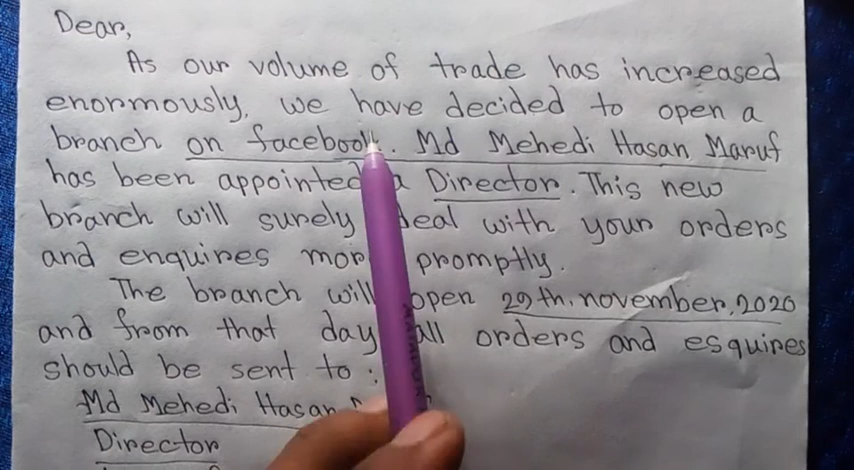 Dear,
As our volume of trade has increased
enormously, we have decided to open a
branch on facebook. Md Mehedi Hasan Maruf
has been appointed a Director. This new
branch will surely deal with your orders
and enquires promptly.
The branch will open 29th, november, 2020
and from that day all orders and esquires
should be sent to :
Md Mehedi Hasan
Director